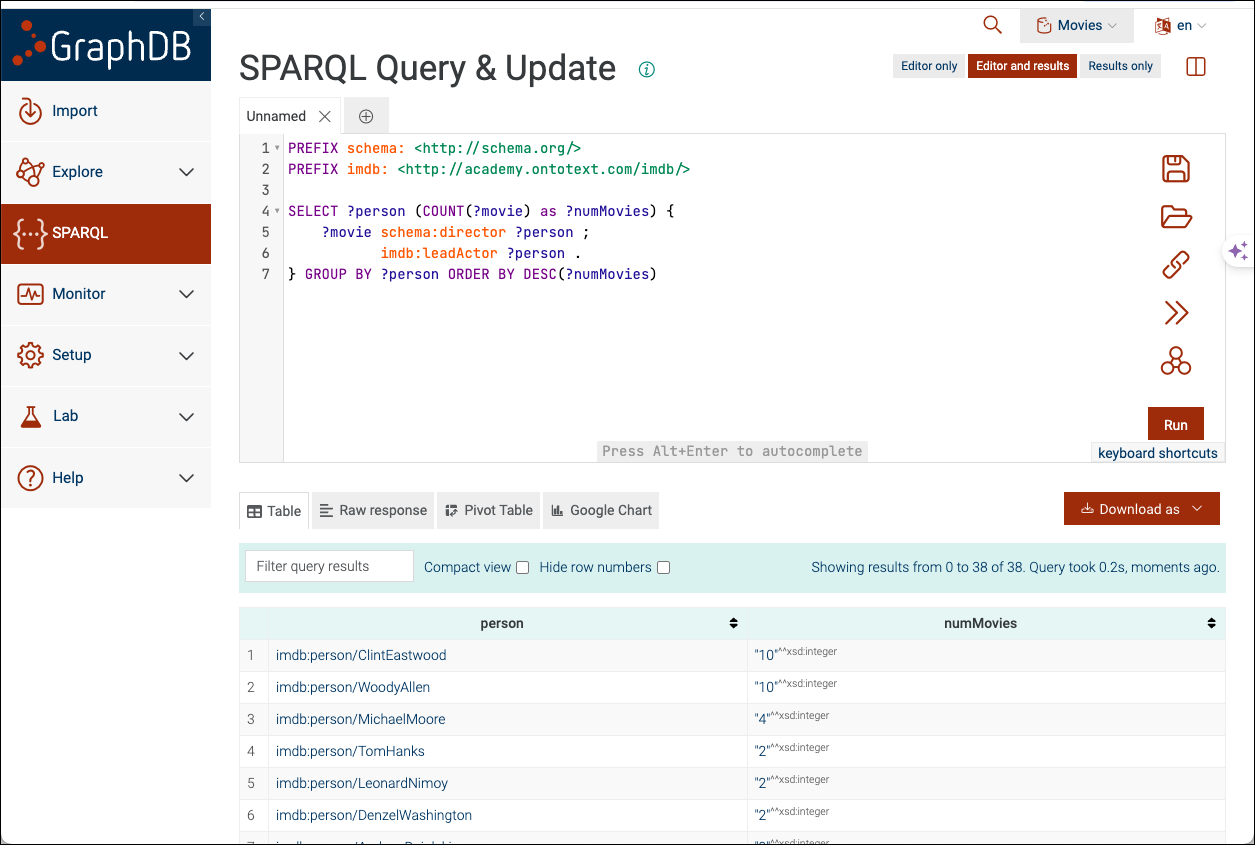 GraphDB
Import
Explore
SPARQL
Monitor
Setup
Lab
Help
Movies
en
SPARQL Query & Update
Editor only
Editor and results
Results only
Unnamed
1 PREFIX schema: <http://schema.org/>
2 PREFIX imdb: <http://academy.ontotext.com/imdb/>
3
4 SELECT ?person (COUNT(?movie) as ?numMovies) {
5 ?movie schema:director ?person ;
6 imdb:leadActor ?person .
7 } GROUP BY ?person ORDER BY DESC(?numMovies)
Run
Press Alt+Enter to autocomplete
keyboard shortcuts
Table
Raw response
Pivot Table
Google Chart
Download as
Filter query results
Compact view
Hide row numbers
Showing results from 0 to 38 of 38. Query took 0.2s, moments ago.
person numMovies
1 imdb:person/ClintEastwood "10"^^xsd:integer
2 imdb:person/WoodyAllen "10"^^xsd:integer
3 imdb:person/MichaelMoore "4"^^xsd:integer
4 imdb:person/TomHanks "2"^^xsd:integer
5 imdb:person/LeonardNimoy "2"^^xsd:integer
6 imdb:person/DenzelWashington "2"^^xsd:integer